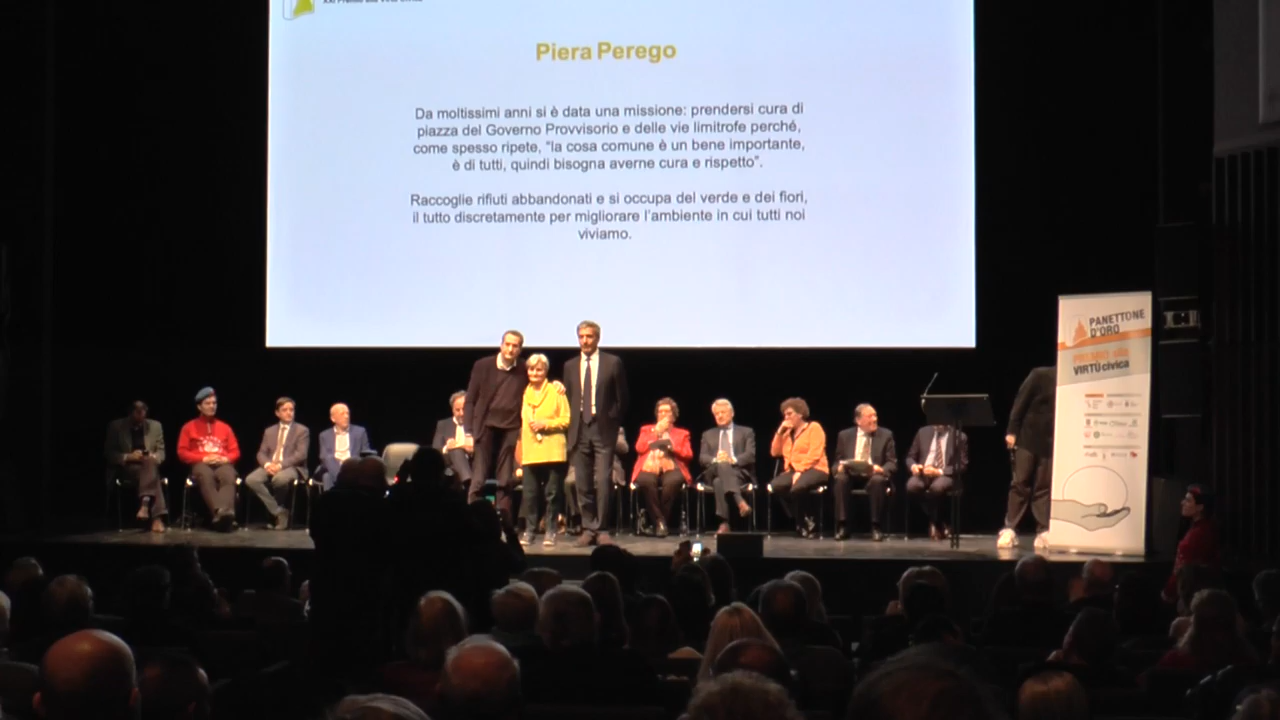 Piera Perego
Da moltissimi anni si è data una missione: prendersi cura di
piazza del Governo Provvisorio e delle vie limitrofe perché,
come spesso ripete, "la cosa comune è un bene importante,
è di tutti, quindi bisogna averne cura e rispetto".
Raccoglie rifiuti abbandonati e si occupa del verde e dei fiori,
il tutto discretamente per migliorare l'ambiente in cui tutti noi
viviamo.
PANETTONE
D'ORO
PREMIO alla
VIRTÙ civica